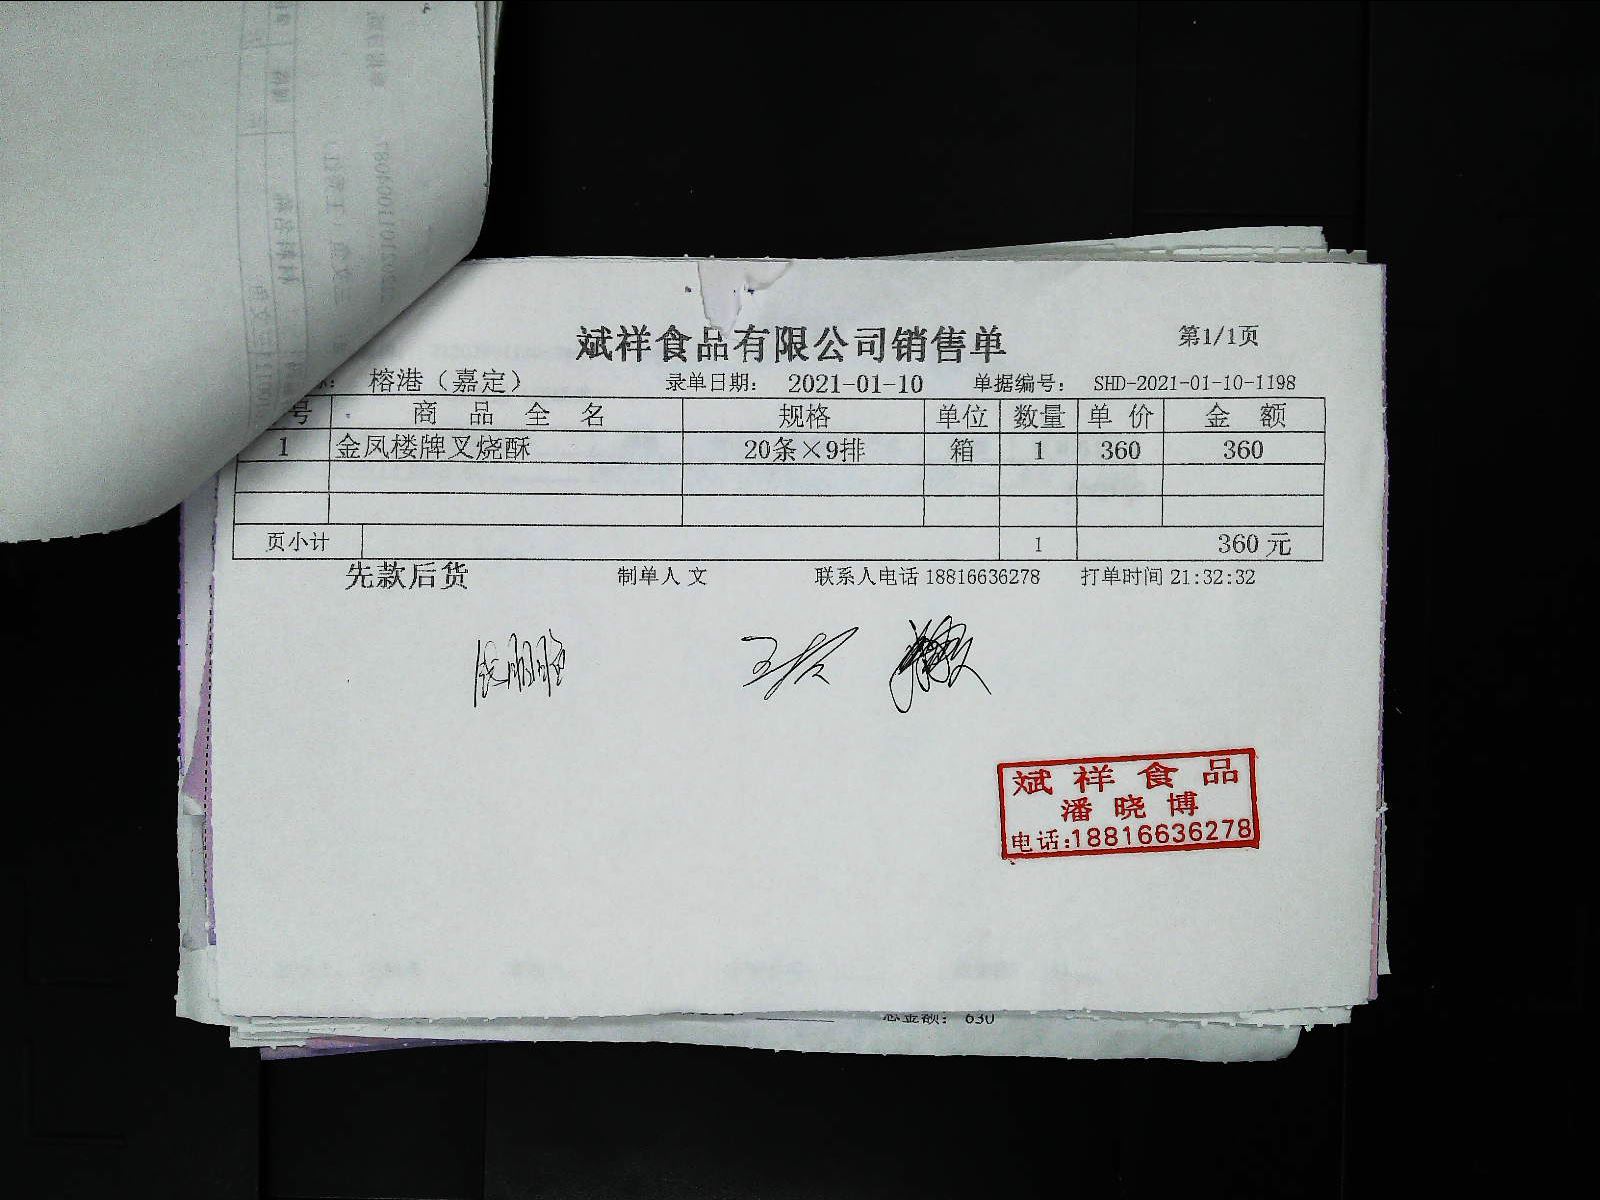 斌祥食品有限公司销售单 第1/1页
榕港（嘉定） 录单日期： 2021-01-10 单据编号： SHD-2021-01-10-1198
号 商品全名 规格 单位 数量 单价 金额
1 金凤楼牌叉烧酥 20条×9排 箱 1 360 360
页小计 1 360元
先款后货 制单人 文 联系人电话 18816636278 打单时间 21:32:32
斌祥食品
潘晓博
电话:18816636278
总金额： 630